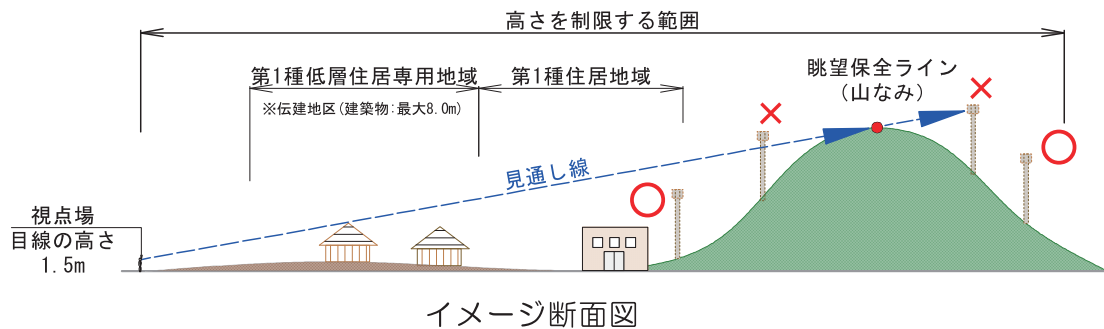 高さを制限する範囲
第1種低層住居専用地域
第1種住居地域
※伝建地区(建築物:最大8.0m)
眺望保全ライン
(山なみ)
見通し線
視点場
目線の高さ
1.5m
イメージ断面図